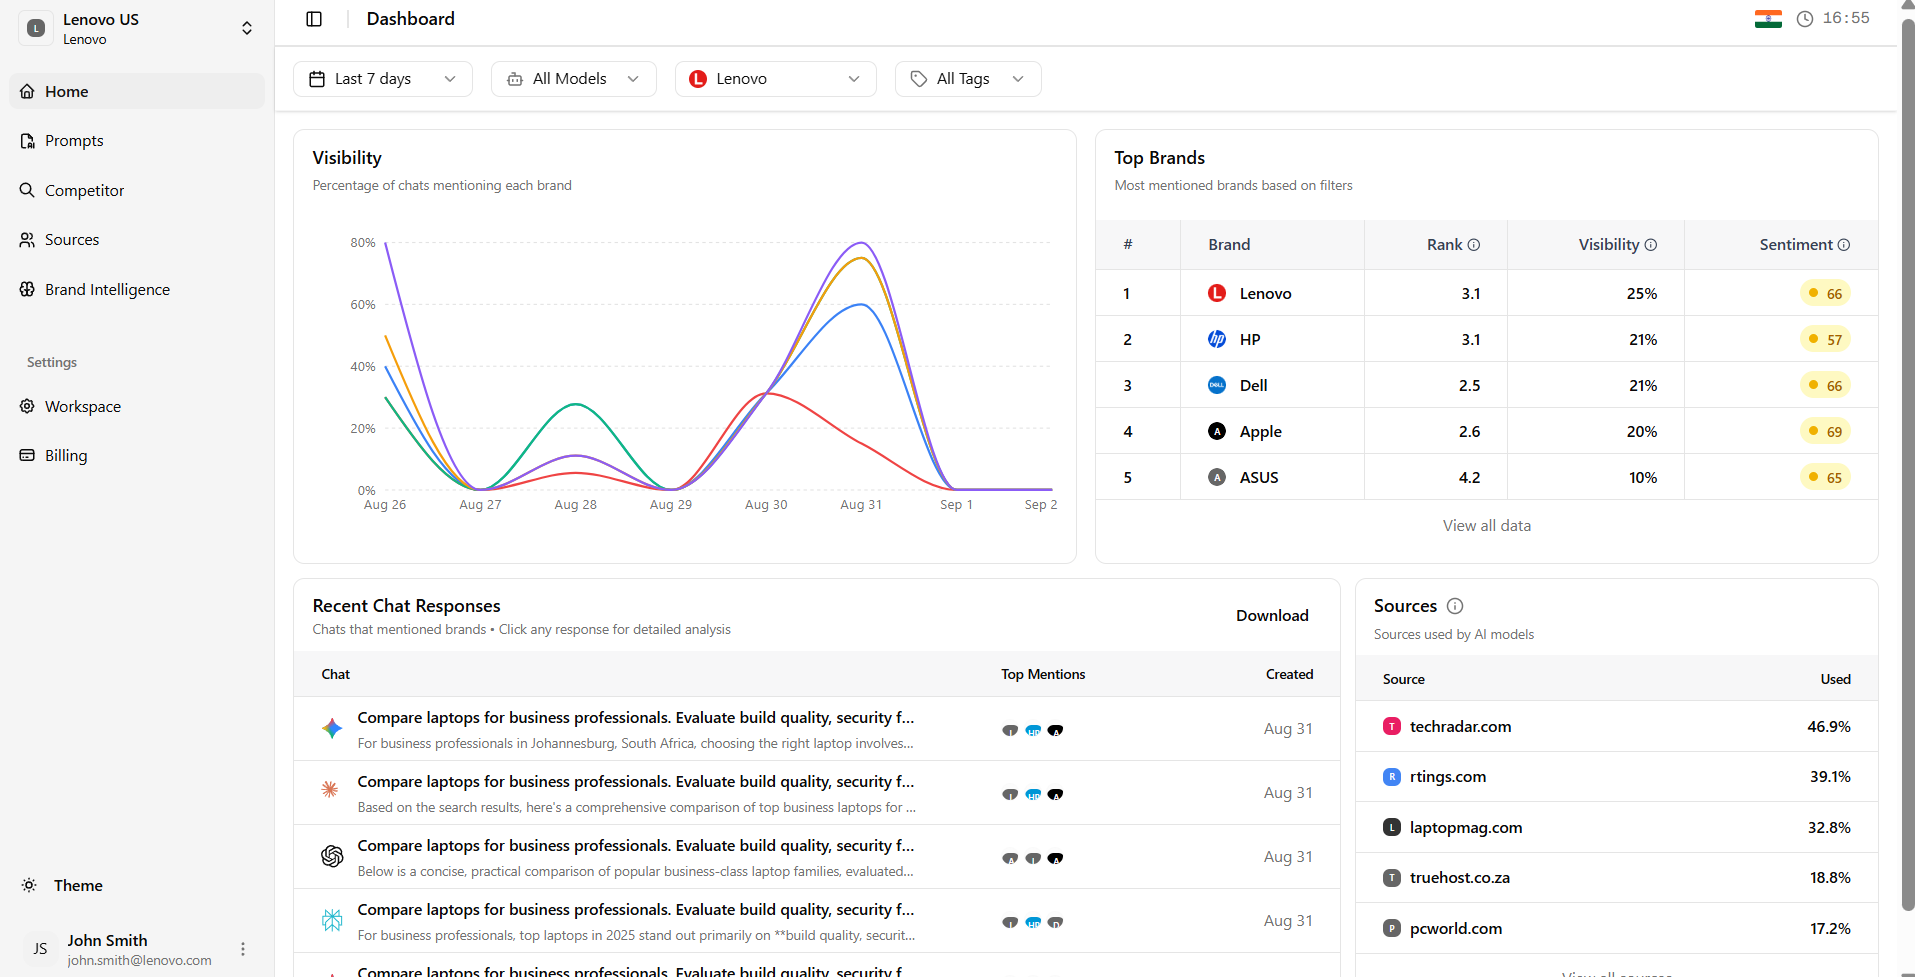 L
Lenovo US
Lenovo
Home
Prompts
Competitor
Sources
Brand Intelligence
Settings
Workspace
Billing
Theme
JS
John Smith
john.smith@lenovo.com
Dashboard
16:55
Last 7 days
All Models
L Lenovo
All Tags
Visibility
Percentage of chats mentioning each brand
80%
60%
40%
20%
0%
Aug 26 Aug 27 Aug 28 Aug 29 Aug 30 Aug 31 Sep 1 Sep 2
Top Brands
Most mentioned brands based on filters
# Brand Rank Visibility Sentiment
1 L Lenovo 3.1 25% 66
2 hp HP 3.1 21% 57
3 DELL Dell 2.5 21% 66
4 A Apple 2.6 20% 69
5 A ASUS 4.2 10% 65
View all data
Recent Chat Responses
Chats that mentioned brands • Click any response for detailed analysis
Download
Chat Top Mentions Created
Compare laptops for business professionals. Evaluate build quality, security f...
For business professionals in Johannesburg, South Africa, choosing the right laptop involves...
Aug 31
Compare laptops for business professionals. Evaluate build quality, security f...
Based on the search results, here's a comprehensive comparison of top business laptops for ...
Aug 31
Compare laptops for business professionals. Evaluate build quality, security f...
Below is a concise, practical comparison of popular business-class laptop families, evaluated...
Aug 31
Compare laptops for business professionals. Evaluate build quality, security f...
For business professionals, top laptops in 2025 stand out primarily on **build quality, securit...
Aug 31
Compare laptops for business professionals. Evaluate build quality, security f...
Sources
Sources used by AI models
Source Used
T techradar.com 46.9%
R rtings.com 39.1%
L laptopmag.com 32.8%
T truehost.co.za 18.8%
P pcworld.com 17.2%
View all sources